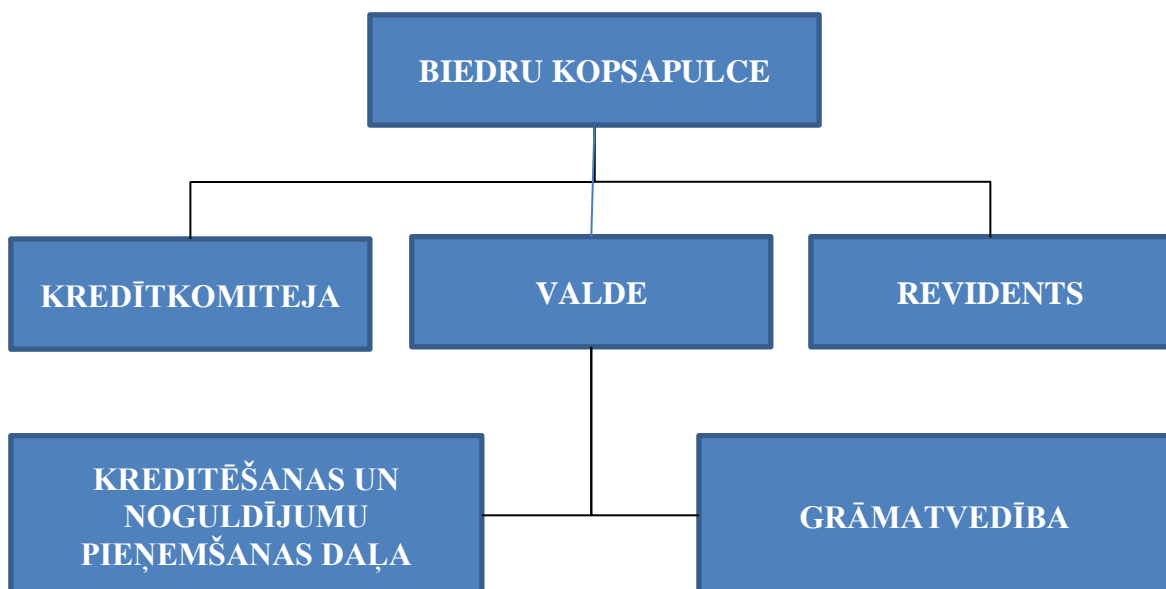 BIEDRU KOPSAPULCE
KREDĪTKOMITEJA
VALDE
REVIDENTS
KREDITĒŠANAS UN
NOGULDĪJUMU
PIEŅEMŠANAS DAĻA
GRĀMATVEDĪBA